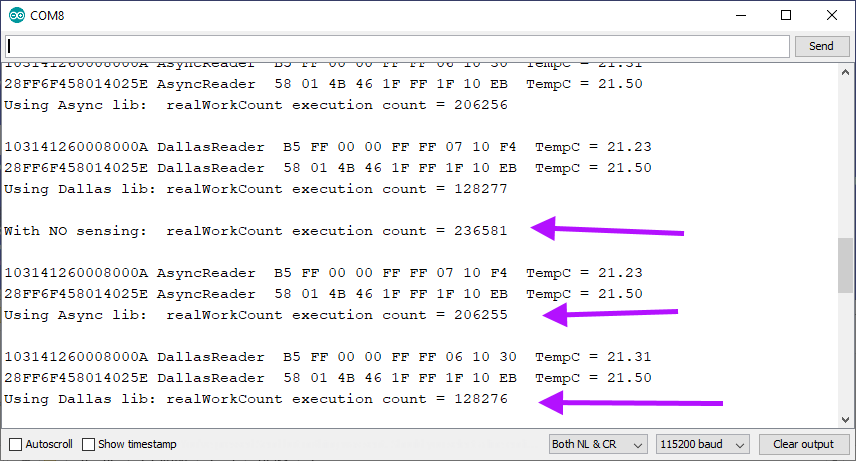 COM8
Send
103141260008000A AsyncReader  B5 FF 00 00 FF FF 06 10 30  TempC = 21.31
28FF6F458014025E AsyncReader  58 01 4B 46 1F FF 1F 10 EB  TempC = 21.50
Using Async lib:  realWorkCount execution count = 206256
103141260008000A DallasReader  B5 FF 00 00 FF FF 07 10 F4  TempC = 21.23
28FF6F458014025E DallasReader  58 01 4B 46 1F FF 1F 10 EB  TempC = 21.50
Using Dallas lib: realWorkCount execution count = 128277
With NO sensing:  realWorkCount execution count = 236581
103141260008000A AsyncReader  B5 FF 00 00 FF FF 07 10 F4  TempC = 21.23
28FF6F458014025E AsyncReader  58 01 4B 46 1F FF 1F 10 EB  TempC = 21.50
Using Async lib:  realWorkCount execution count = 206255
103141260008000A DallasReader  B5 FF 00 00 FF FF 06 10 30  TempC = 21.31
28FF6F458014025E DallasReader  58 01 4B 46 1F FF 1F 10 EB  TempC = 21.50
Using Dallas lib: realWorkCount execution count = 128276
Autoscroll
Show timestamp
Both NL & CR
115200 baud
Clear output